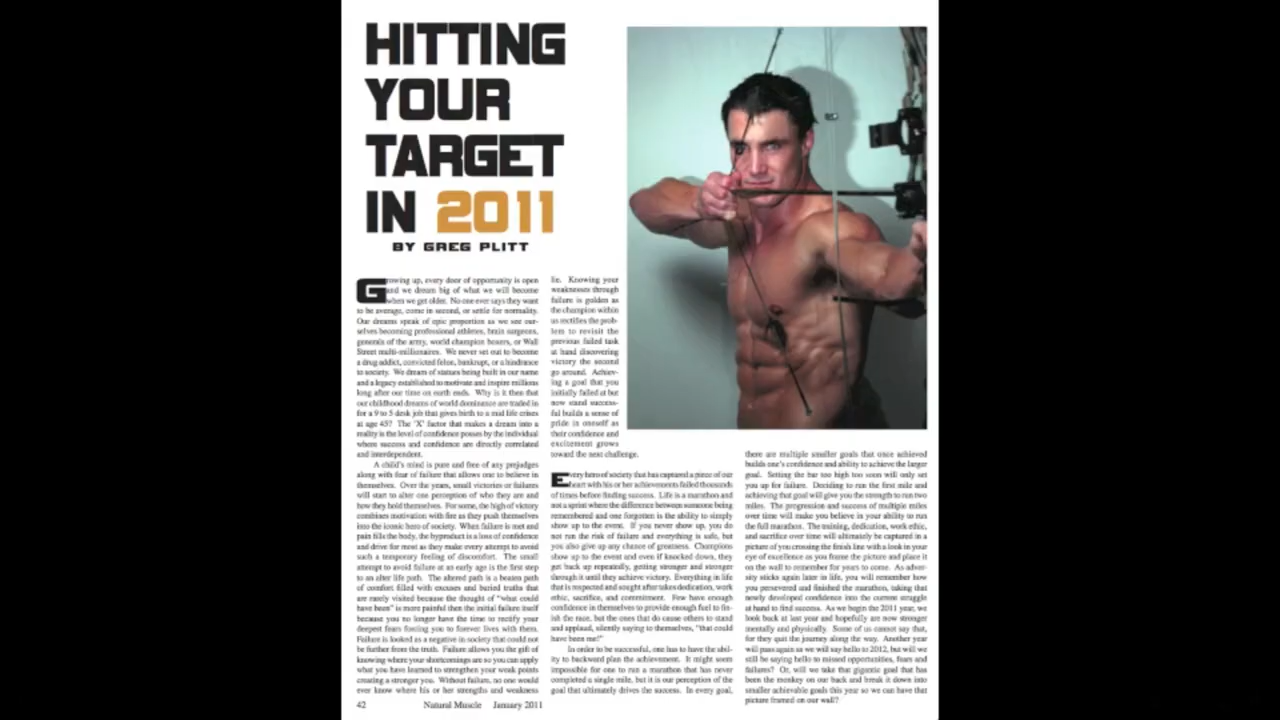 HITTING
YOUR
TARGET
IN 2011
BY GREG PLITT
Growing up, every door of opportunity is open
and we dream big of what we will become
when we get older. No one ever says they want
to be average, come in second, or settle for normality.
Our dreams speak of epic proportion as we see our-
selves becoming professional athletes, brain surgeons,
generals of the army, world champion boxers, or Wall
Street multi-millionaires. We never set out to become
a drug addict, convicted felon, bankrupt, or a hindrance
to society. We dream of statues being built in our name
and a legacy established to motivate and inspire millions
long after our time on earth ends. Why is it then that
our childhood dreams of world dominance are traded in
for a 9 to 5 desk job that gives birth to a mid life crises
at age 45? The 'X' factor that makes a dream into a
reality is the level of confidence posses by the individual
where success and confidence are directly correlated
and interdependent.
A child's mind is pure and free of any prejudges
along with fear of failure that allows one to believe in
themselves. Over the years, small victories or failures
will start to alter one perception of who they are and
how they hold themselves. For some, the high of victory
combines motivation with fire as they push themselves
into the iconic hero of society. When failure is met and
pain fills the body, the byproduct is a loss of confidence
and drive for most as they make every attempt to avoid
such a temporary feeling of discomfort. The small
attempt to avoid failure at an early age is the first step
to an alter life path. The altered path is a beaten path
of comfort filled with excuses and buried truths that
are rarely visited because the thought of "what could
have been" is more painful then the initial failure itself
because you no longer have the time to rectify your
deepest fears forcing you to forever lives with them.
Failure is looked as a negative in society that could not
be further from the truth. Failure allows you the gift of
knowing where your shortcomings are so you can apply
what you have learned to strengthen your weak points
creating a stronger you. Without failure, no one would
ever know where his or her strengths and weakness
lie. Knowing your
weaknesses through
failure is golden as
the champion within
us rectifies the prob-
lem to revisit the
previous failed task
at hand discovering
victory the second
go around. Achiev-
ing a goal that you
initially failed at but
now stand success-
ful builds a sense of
pride in oneself as
their confidence and
excitement grows
toward the next challenge.
Every hero of society that has captured a piece of our
heart with his or her achievements failed thousands
of times before finding success. Life is a marathon and
not a sprint where the difference between someone being
remembered and one forgotten is the ability to simply
show up to the event. If you never show up, you do
not run the risk of failure and everything is safe, but
you also give up any chance of greatness. Champions
show up to the event and even if knocked down, they
get back up repeatedly, getting stronger and stronger
through it until they achieve victory. Everything in life
that is respected and sought after takes dedication, work
ethic, sacrifice, and commitment. Few have enough
confidence in themselves to provide enough fuel to fin-
ish the race, but the ones that do cause others to stand
and applaud, silently saying to themselves, "that could
have been me!"
In order to be successful, one has to have the abil-
ity to backward plan the achievement. It might seem
impossible for one to run a marathon that has never
completed a single mile, but it is our perception of the
goal that ultimately drives the success. In every goal,
there are multiple smaller goals that once achieved
builds one's confidence and ability to achieve the larger
goal. Setting the bar too high too soon will only set
you up for failure. Deciding to run the first mile and
achieving that goal will give you the strength to run two
miles. The progression and success of multiple miles
over time will make you believe in your ability to run
the full marathon. The training, dedication, work ethic,
and sacrifice over time will ultimately be captured in a
picture of you crossing the finish line with a look in your
eye of excellence as you frame the picture and place it
on the wall to remember for years to come. As adver-
sity sticks again later in life, you will remember how
you persevered and finished the marathon, taking that
newly developed confidence into the current struggle
at hand to find success. As we begin the 2011 year, we
look back at last year and hopefully are now stronger
mentally and physically. Some of us cannot say that,
for they quit the journey along the way. Another year
will pass again as we will say hello to 2012, but will we
still be saying hello to missed opportunities, fears and
failures? Or, will we take that gigantic goal that has
been the monkey on our back and break it down into
smaller achievable goals this year so we can have that
picture framed on our wall?
42 Natural Muscle January 2011